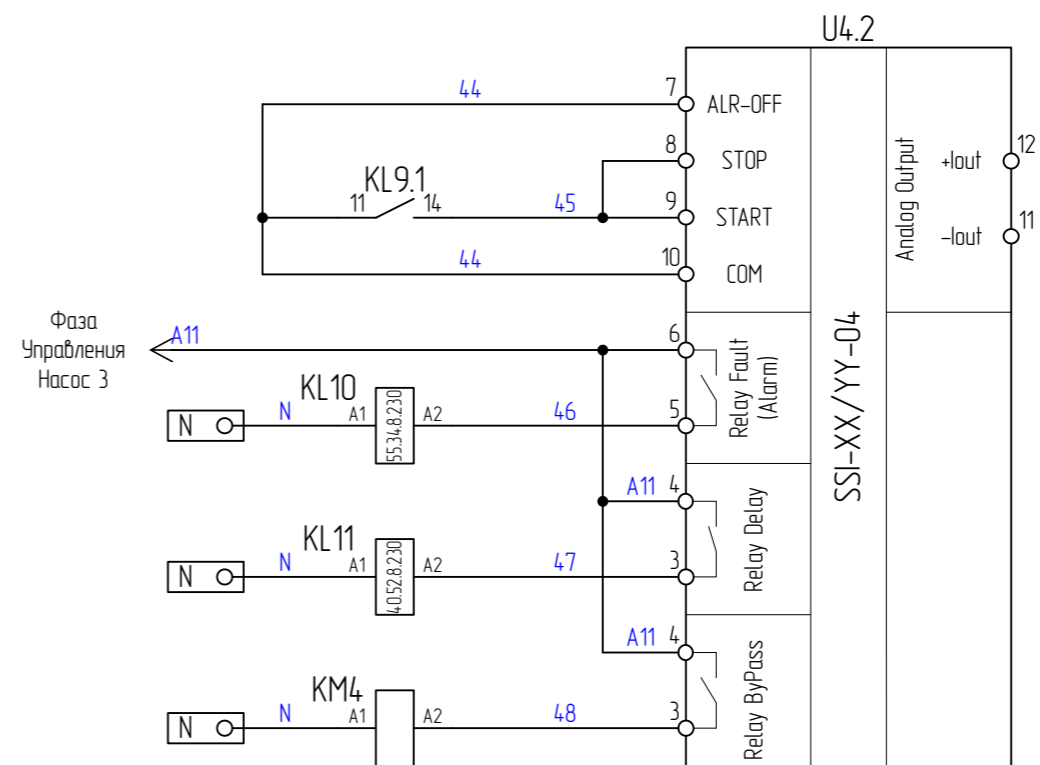 U4.2
44
7
ALR-OFF
8
STOP
Analog Output
+Iout
12
KL9.1
11
14
45
9
START
-Iout
11
44
10
COM
Фаза
Управления
Насос 3
A11
6
Relay Fault
(Alarm)
SSI-XX/YY-04
KL10
N
N
A1
55.34.8.230
A2
46
5
A11
4
Relay Delay
KL11
N
N
A1
40.52.8.230
A2
47
3
A11
4
Relay ByPass
KM4
N
N
A1
A2
48
3